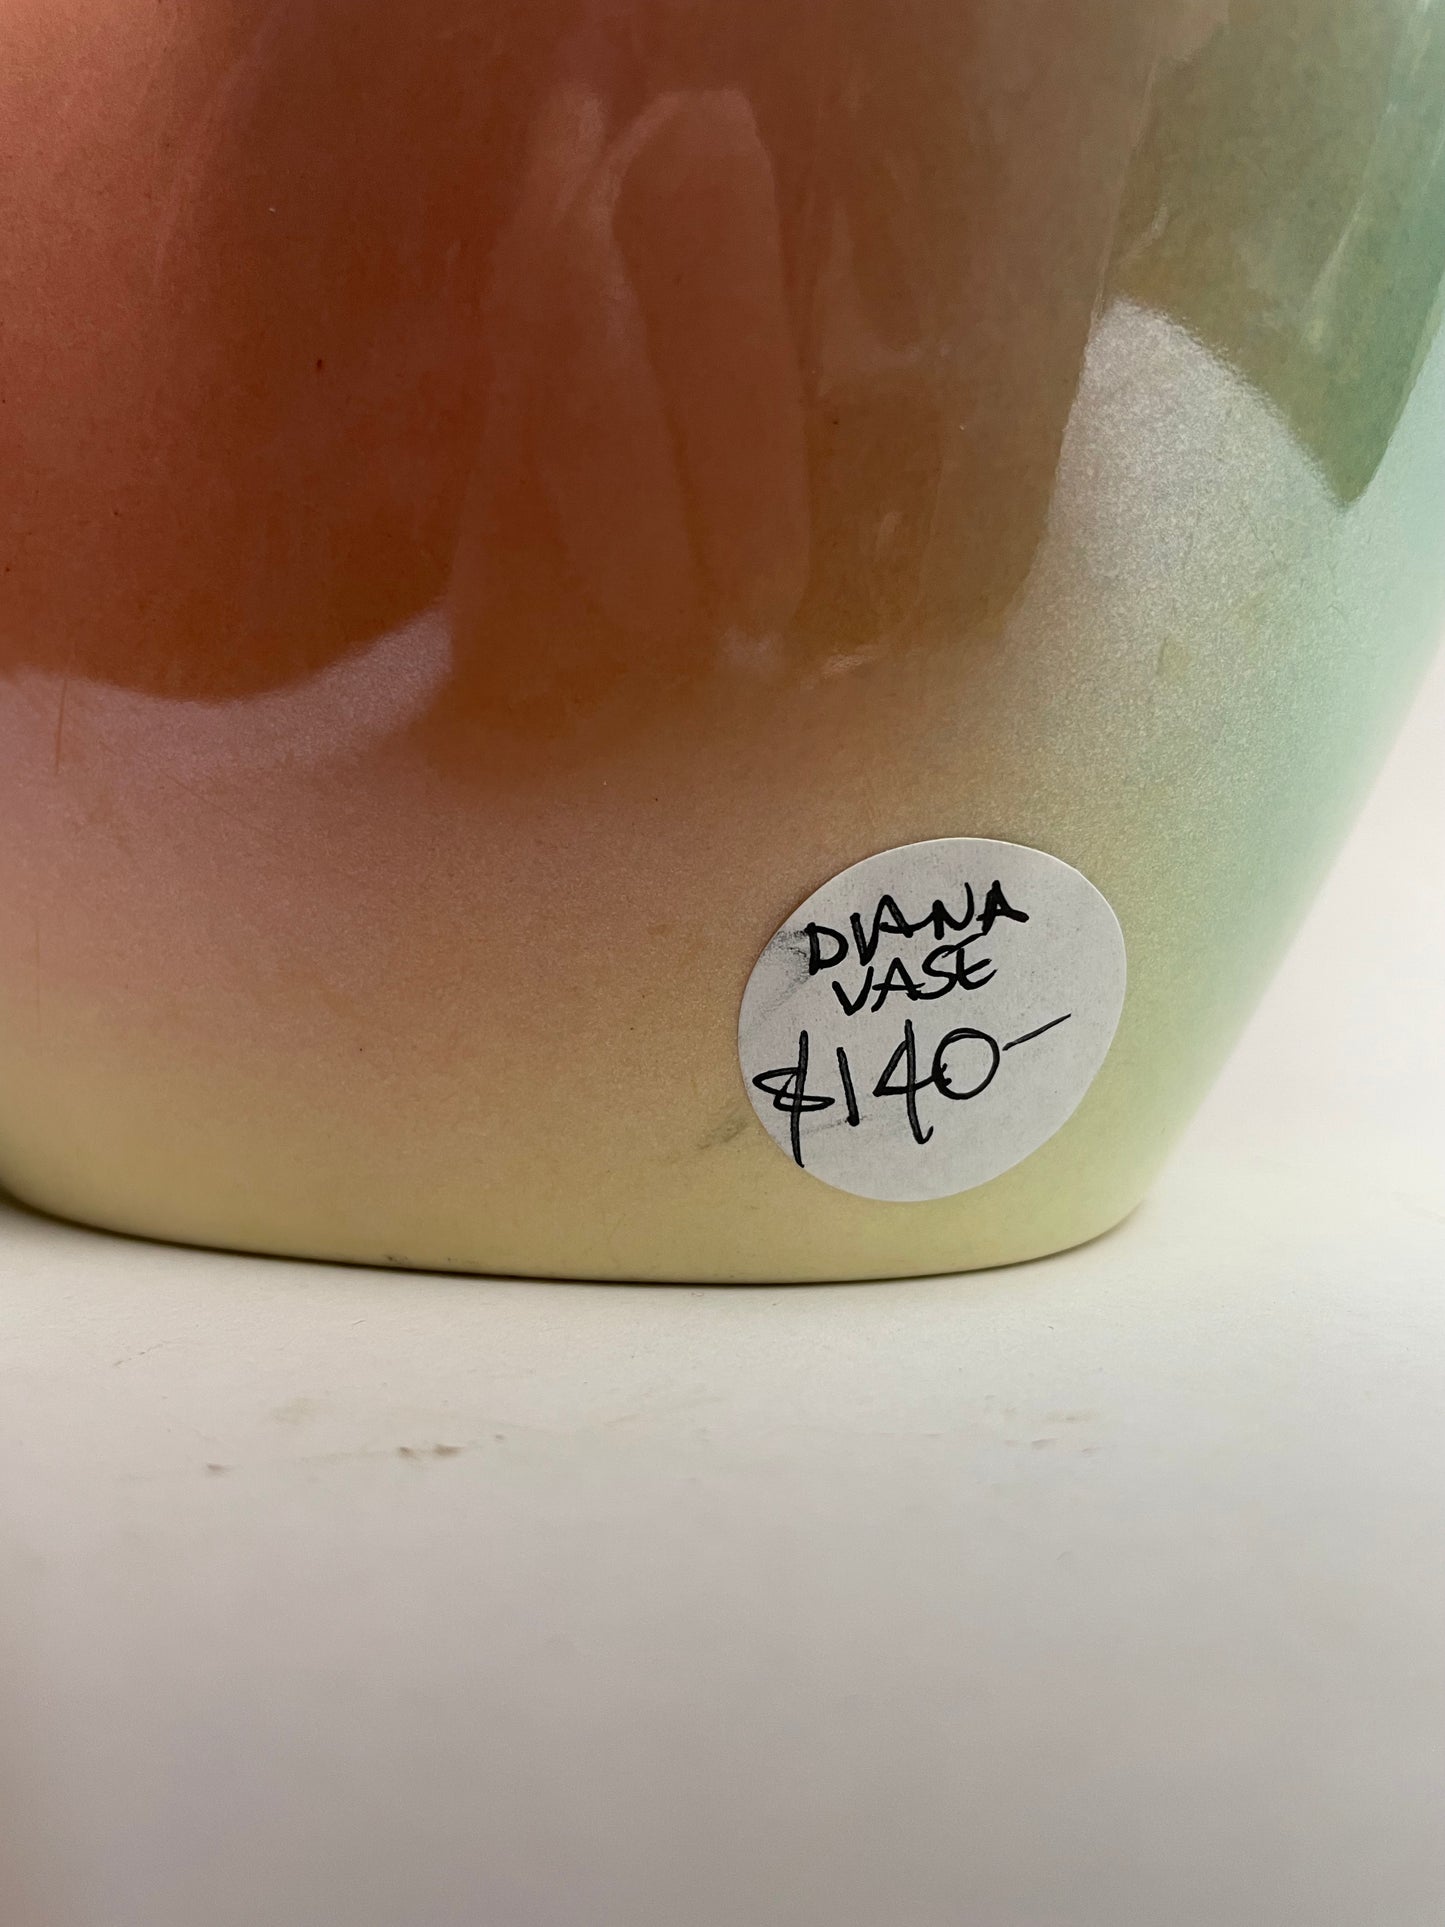 DIANA
VASE
$140-